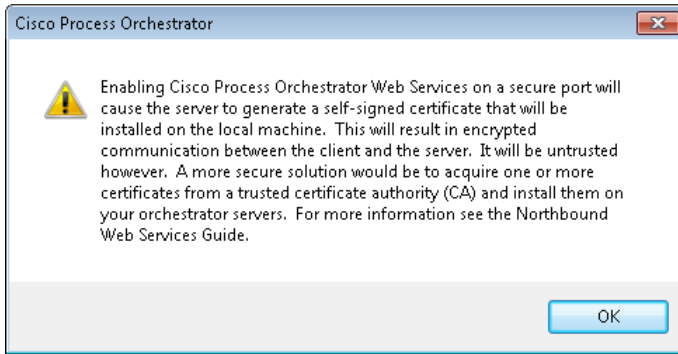 Cisco Process Orchestrator
Enabling Cisco Process Orchestrator Web Services on a secure port will
cause the server to generate a self-signed certificate that will be
installed on the local machine.  This will result in encrypted
communication between the client and the server.  It will be untrusted
however.  A more secure solution would be to acquire one or more
certificates from a trusted certificate authority (CA) and install them on
your orchestrator servers.  For more information see the Northbound
Web Services Guide.
OK